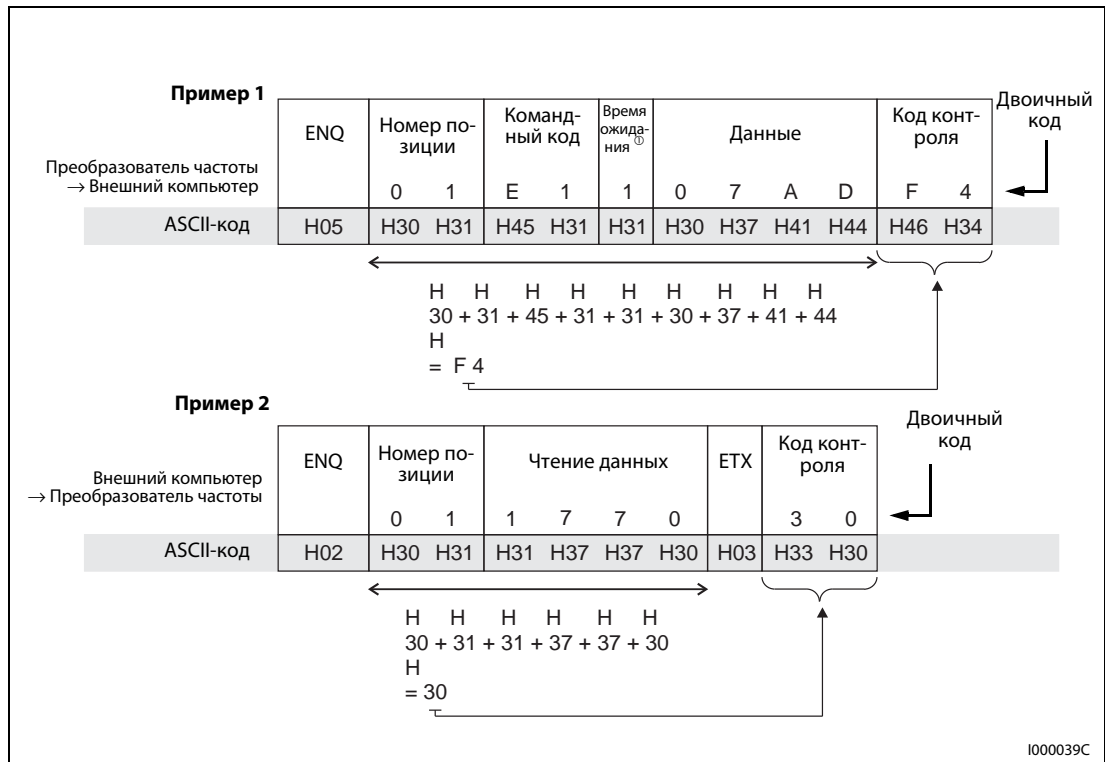 Пример 1
ENQ
Номер по-
зиции
Команд-
ный код
Время
ожида-
ния ①
Данные
Код конт-
роля
Двоичный
код
Преобразователь частоты
→ Внешний компьютер
0 1 E 1 1 0 7 A D F 4
ASCII-код H05 H30 H31 H45 H31 H31 H30 H37 H41 H44 H46 H34
H H H H H H H H H
30 + 31 + 45 + 31 + 31 + 30 + 37 + 41 + 44
H
= F 4
Пример 2
ENQ
Номер по-
зиции
Чтение данных
ETX
Код конт-
роля
Двоичный
код
Внешний компьютер
→ Преобразователь частоты
0 1 1 7 7 0 3 0
ASCII-код H02 H30 H31 H31 H37 H37 H30 H03 H33 H30
H H H H H H
30 + 31 + 31 + 37 + 37 + 30
H
= 30
I000039C